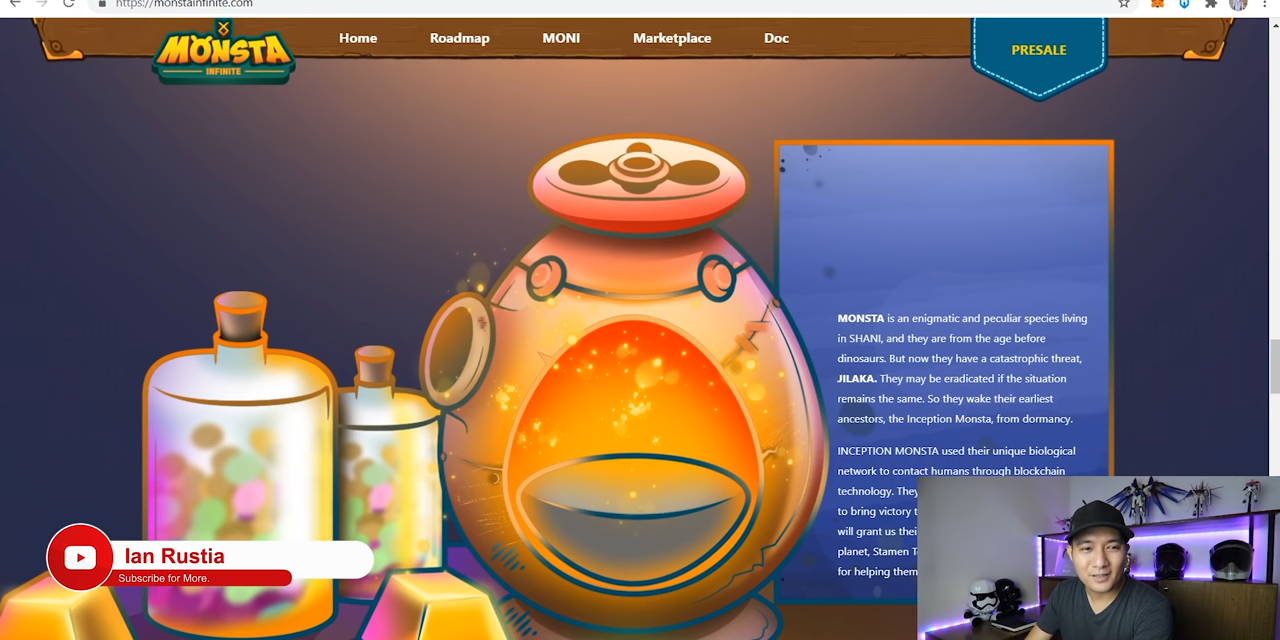 https://monstainfinite.com
MONSTA
INFINITE
Home
Roadmap
MONI
Marketplace
Doc
PRESALE
MONSTA is an enigmatic and peculiar species living
in SHANI, and they are from the age before
dinosaurs. But now they have a catastrophic threat,
JILAKA. They may be eradicated if the situation
remains the same. So they wake their earliest
ancestors, the Inception Monsta, from dormancy.
INCEPTION MONSTA used their unique biological
network to contact humans through blockchain
technology. They
to bring victory
will grant us their
planet, Stamen
for helping them
Ian Rustia
Subscribe for More.